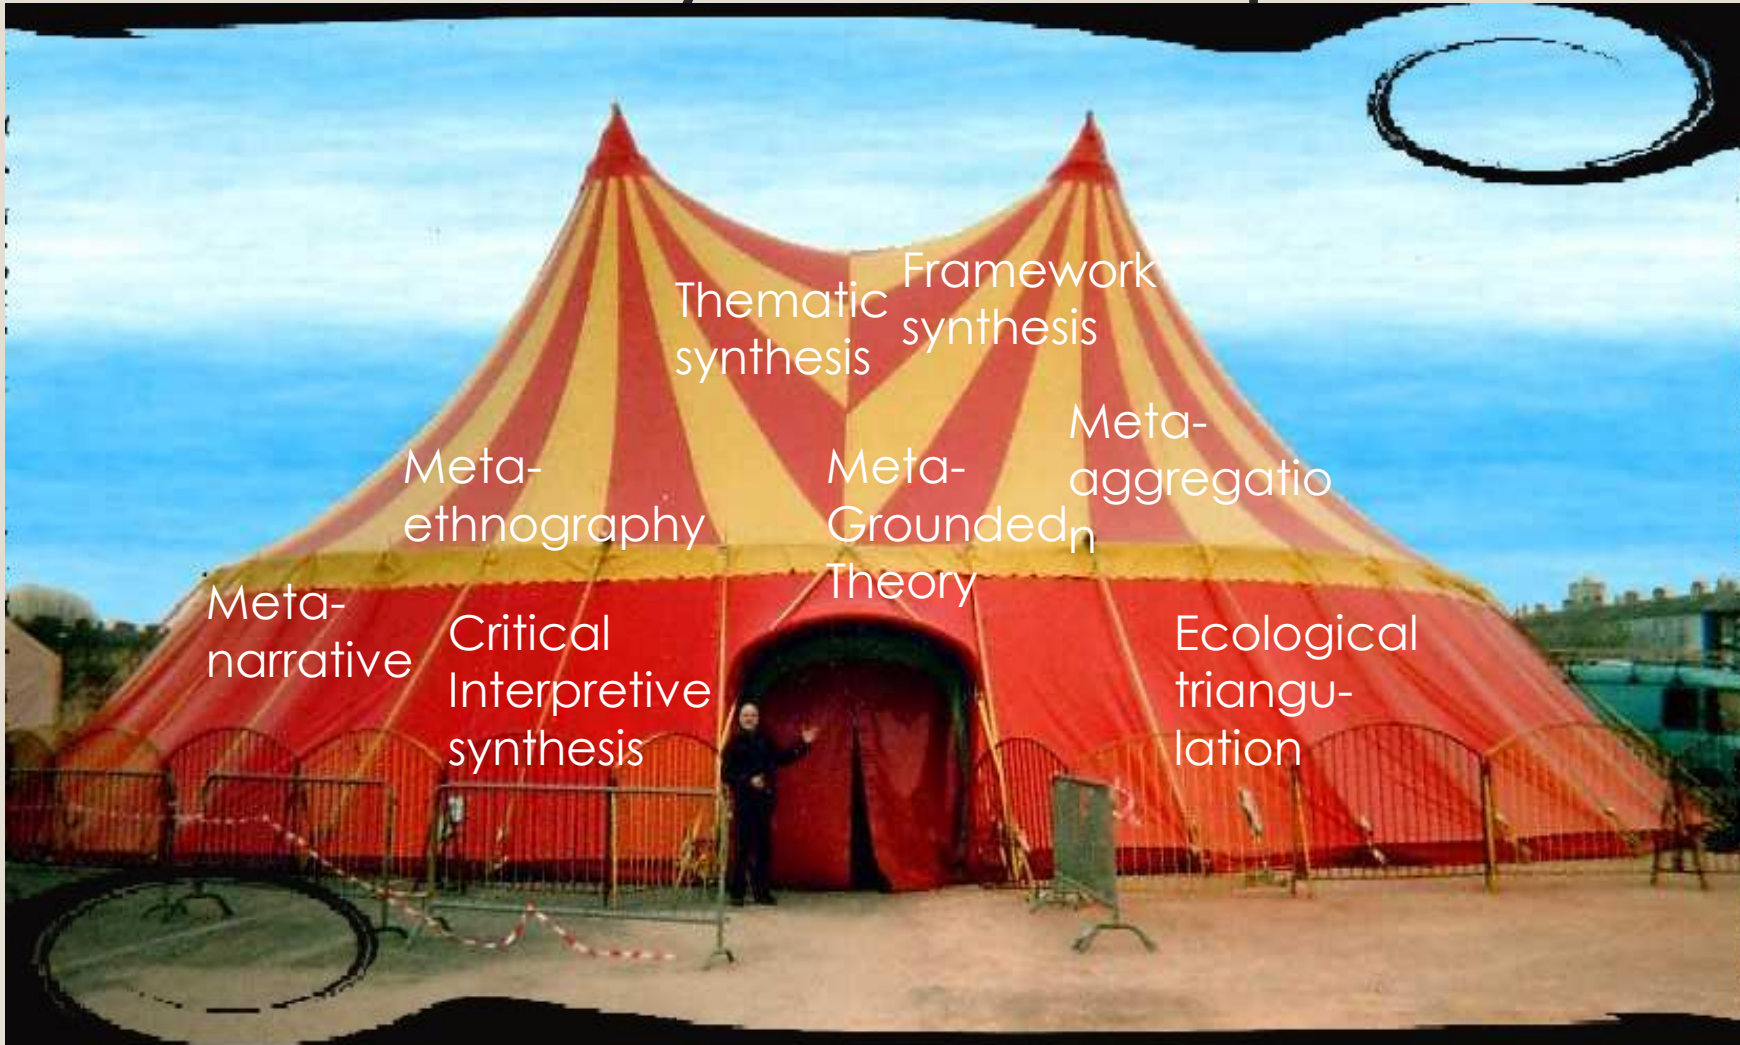 Thematic
synthesis
Framework
synthesis
Meta-
aggregatio
n
Meta-
ethnography
Meta-
Grounded
Theory
Meta-
narrative
Critical
Interpretive
synthesis
Ecological
triangu-
lation